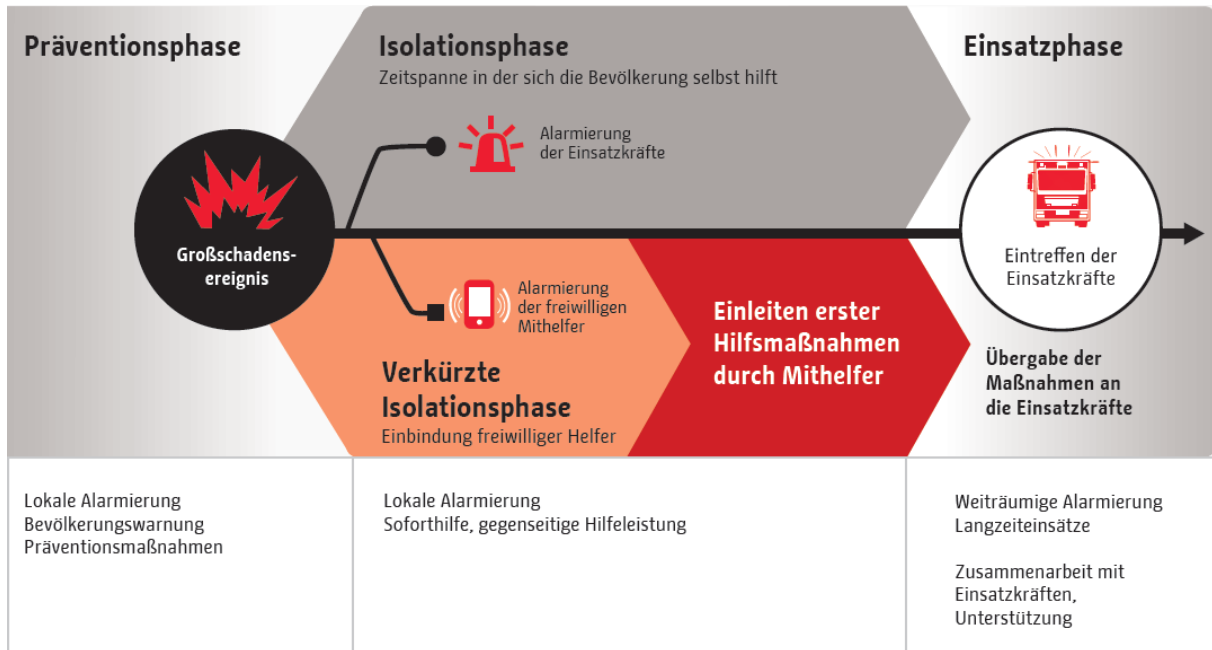 Präventionsphase
Isolationsphase
Zeitspanne in der sich die Bevölkerung selbst hilft
Einsatzphase
Alarmierung
der Einsatzkräfte
Großschadens-
ereignis
Eintreffen der
Einsatzkräfte
Alarmierung
der freiwilligen
Mithelfer
Verkürzte
Isolationsphase
Einbindung freiwilliger Helfer
Einleiten erster
Hilfsmaßnahmen
durch Mithelfer
Übergabe der
Maßnahmen an
die Einsatzkräfte
Lokale Alarmierung
Bevölkerungswarnung
Präventionsmaßnahmen
Lokale Alarmierung
Soforthilfe, gegenseitige Hilfeleistung
Weiträumige Alarmierung
Langzeiteinsätze
Zusammenarbeit mit
Einsatzkräften,
Unterstützung